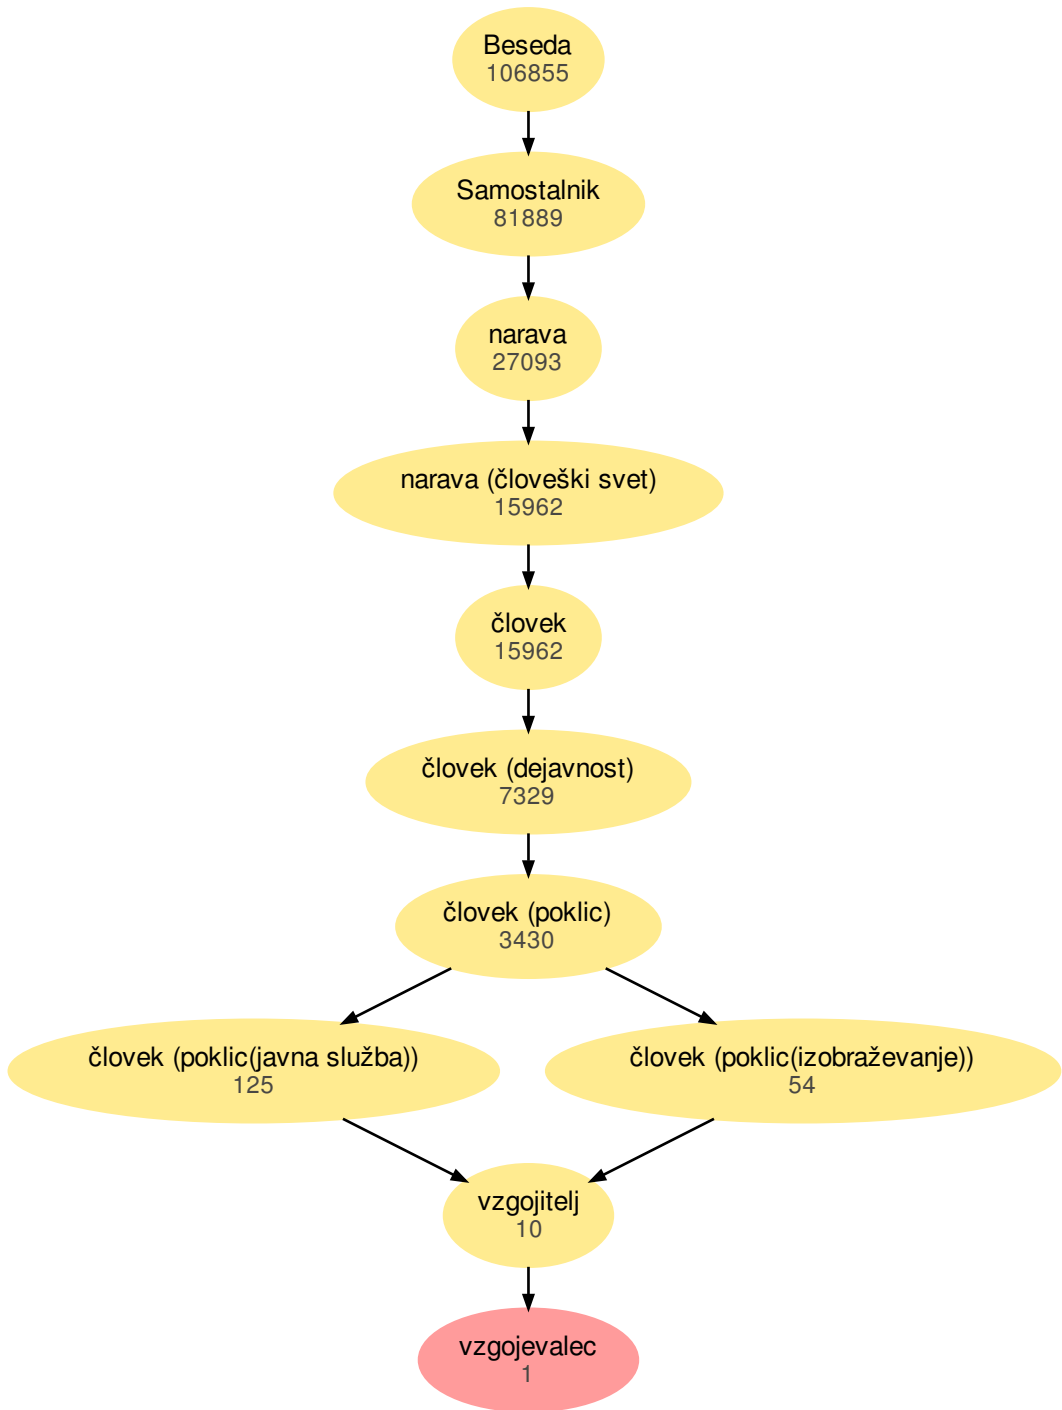 Beseda
106855
Samostalnik
81889
narava
27093
narava (človeški svet)
15962
človek
15962
človek (dejavnost)
7329
človek (poklic)
3430
človek (poklic(javna služba))
125
človek (poklic(izobraževanje))
54
vzgojitelj
10
vzgojevalec
1